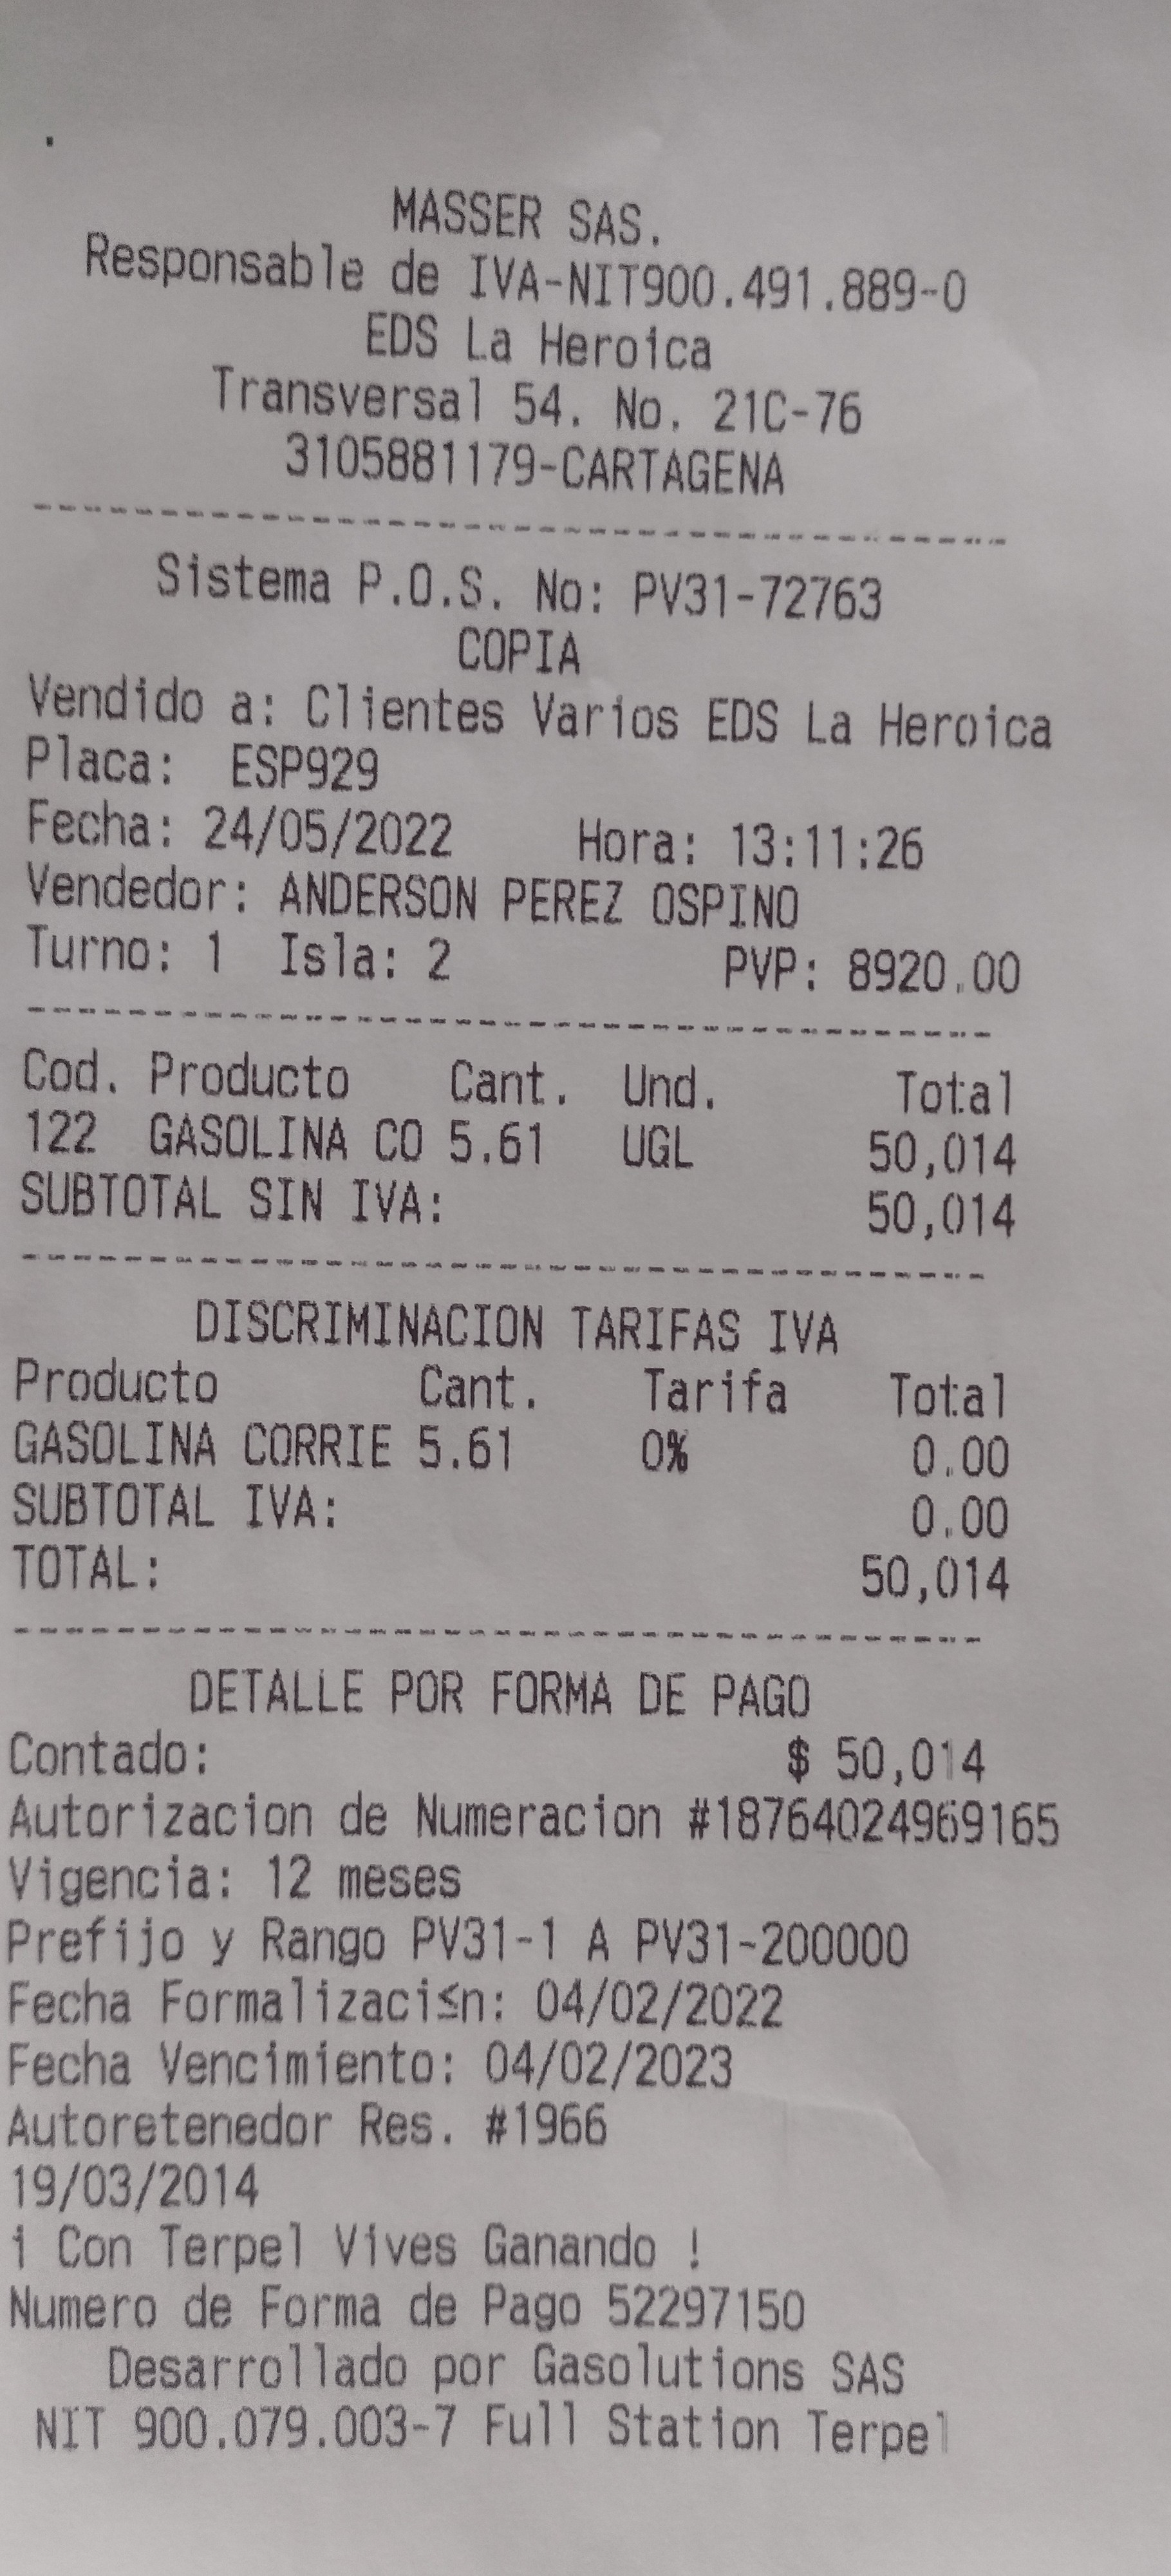 MASSER SAS.
Responsable de IVA-NIT900.491.889-0
EDS La Heroica
Transversal 54. No. 21C-76
3105881179-CARTAGENA
Sistema P.O.S. No: PV31-72763
COPIA
Vendido a: Clientes Varios EDS La Heroica
Placa: ESP929
Fecha: 24/05/2022 Hora: 13:11:26
Vendedor: ANDERSON PEREZ OSPINO
Turno: 1 Isla: 2 PVP: 8920.00
Cod. Producto Cant. Und. Total
122 GASOLINA CO 5.61 UGL 50,014
SUBTOTAL SIN IVA: 50,014
DISCRIMINACION TARIFAS IVA
Producto Cant. Tarifa Total
GASOLINA CORRIE 5.61 0% 0.00
SUBTOTAL IVA: 0.00
TOTAL: 50,014
DETALLE POR FORMA DE PAGO
Contado: $ 50,014
Autorizacion de Numeracion #18764024969165
Vigencia: 12 meses
Prefijo y Rango PV31-1 A PV31-200000
Fecha Formalizaci≤n: 04/02/2022
Fecha Vencimiento: 04/02/2023
Autoretenedor Res. #1966
19/03/2014
¡ Con Terpel Vives Ganando !
Numero de Forma de Pago 52297150
Desarrollado por Gasolutions SAS
NIT 900.079.003-7 Full Station Terpel